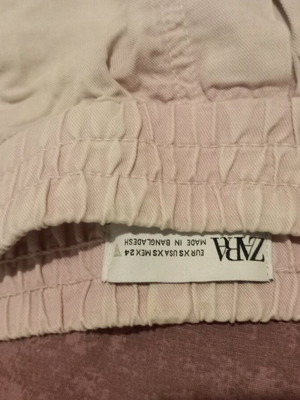 ZARA
EUR XS USA XS MEX 24
MADE IN BANGLADESH